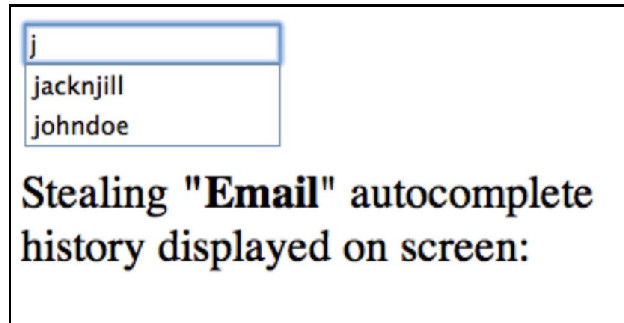 j
jacknjill
johndoe
Stealing "Email" autocomplete
history displayed on screen: